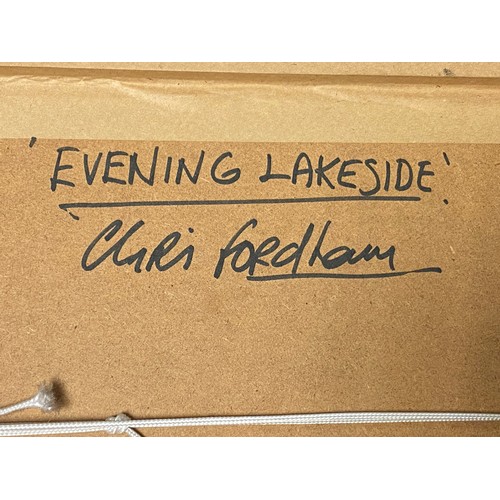 'EVENING LAKESIDE'.
Chris Fordham